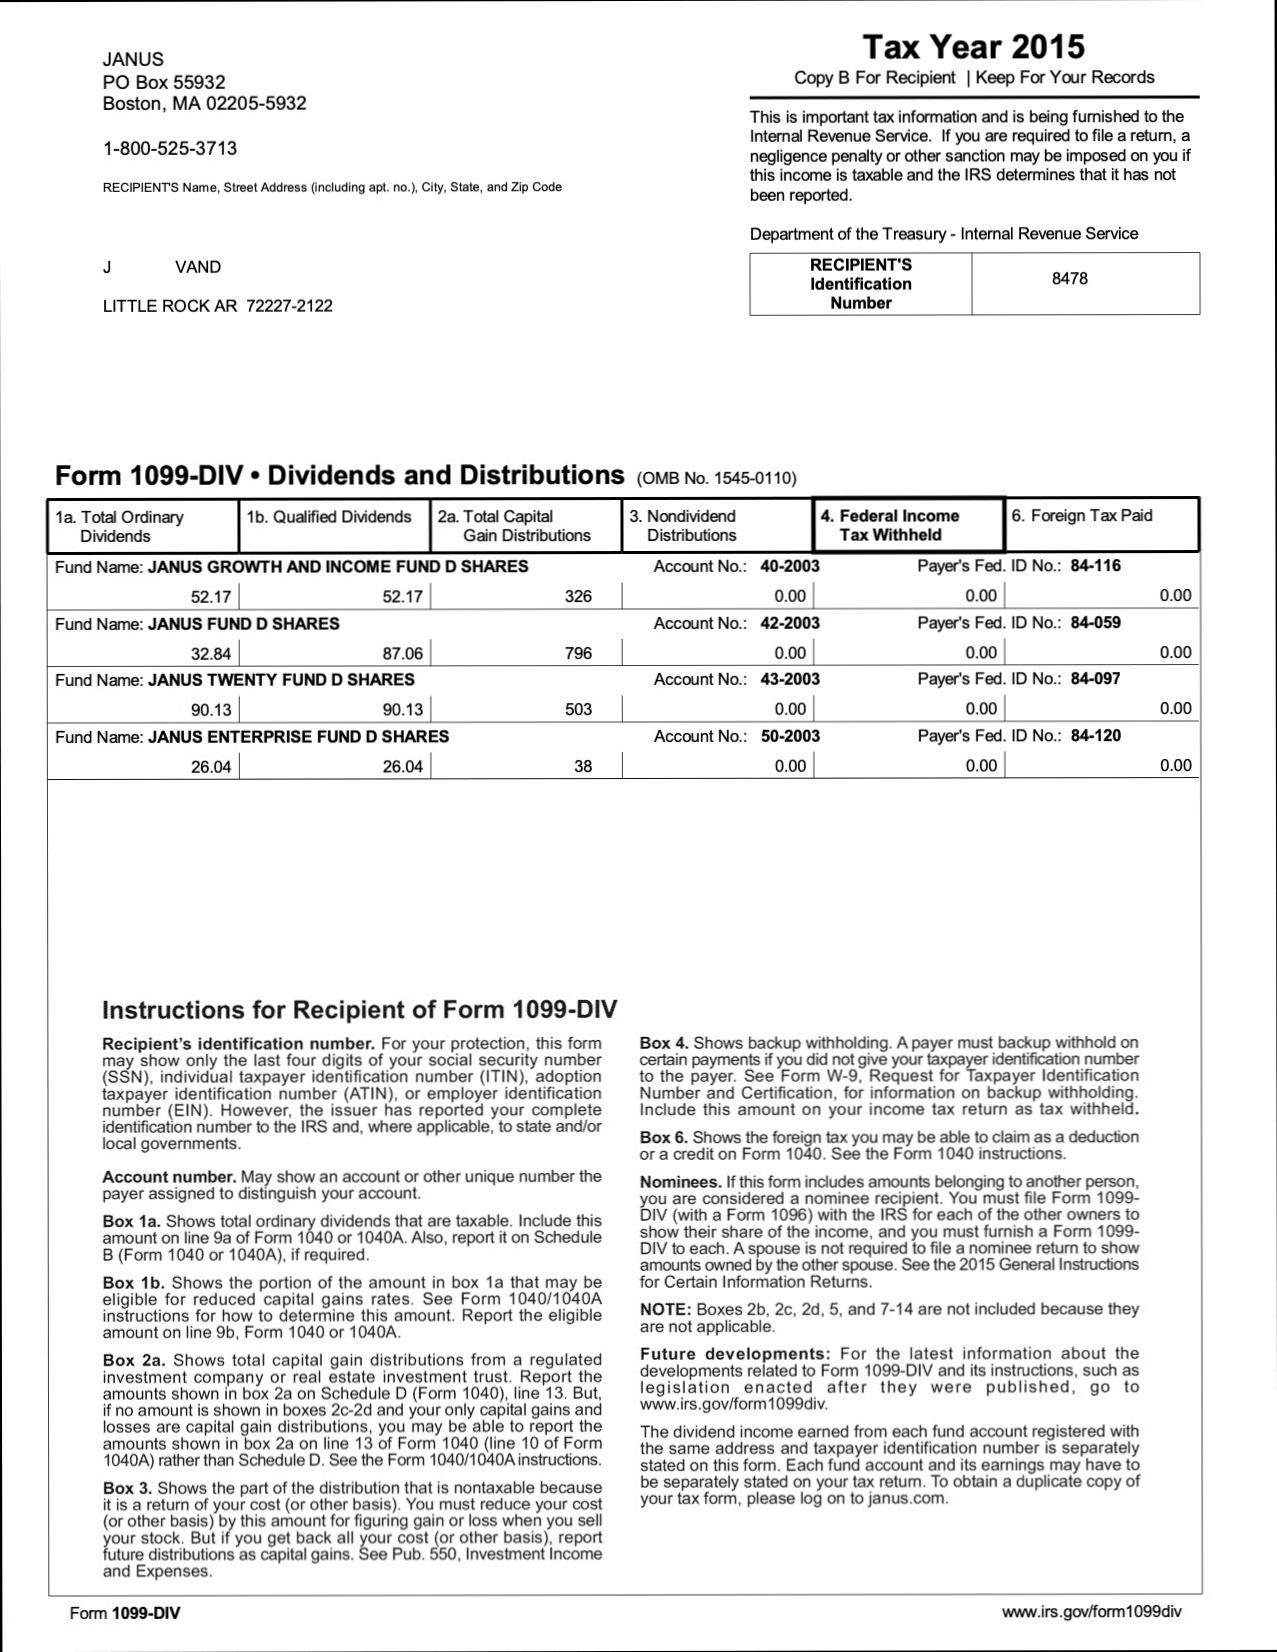 JANUS
PO Box 55932
Boston, MA 02205-5932
1-800-525-3713
RECIPIENT'S Name, Street Address (including apt. no.), City, State, and Zip Code
J VAND
LITTLE ROCK AR 72227-2122
Tax Year 2015
Copy B For Recipient | Keep For Your Records
This is important tax information and is being furnished to the
Internal Revenue Service. If you are required to file a return, a
negligence penalty or other sanction may be imposed on you if
this income is taxable and the IRS determines that it has not
been reported.
Department of the Treasury - Internal Revenue Service
RECIPIENT'S
Identification
Number
8478
Form 1099-DIV • Dividends and Distributions (OMB No. 1545-0110)
1a. Total Ordinary
Dividends
1b. Qualified Dividends
2a. Total Capital
Gain Distributions
3. Nondividend
Distributions
4. Federal Income
Tax Withheld
6. Foreign Tax Paid
Fund Name: JANUS GROWTH AND INCOME FUND D SHARES Account No.: 40-2003 Payer's Fed. ID No.: 84-116
52.17 52.17 326 0.00 0.00 0.00
Fund Name: JANUS FUND D SHARES Account No.: 42-2003 Payer's Fed. ID No.: 84-059
32.84 87.06 796 0.00 0.00 0.00
Fund Name: JANUS TWENTY FUND D SHARES Account No.: 43-2003 Payer's Fed. ID No.: 84-097
90.13 90.13 503 0.00 0.00 0.00
Fund Name: JANUS ENTERPRISE FUND D SHARES Account No.: 50-2003 Payer's Fed. ID No.: 84-120
26.04 26.04 38 0.00 0.00 0.00
Instructions for Recipient of Form 1099-DIV
Recipient's identification number. For your protection, this form
may show only the last four digits of your social security number
(SSN), individual taxpayer identification number (ITIN), adoption
taxpayer identification number (ATIN), or employer identification
number (EIN). However, the issuer has reported your complete
identification number to the IRS and, where applicable, to state and/or
local governments.
Account number. May show an account or other unique number the
payer assigned to distinguish your account.
Box 1a. Shows total ordinary dividends that are taxable. Include this
amount on line 9a of Form 1040 or 1040A. Also, report it on Schedule
B (Form 1040 or 1040A), if required.
Box 1b. Shows the portion of the amount in box 1a that may be
eligible for reduced capital gains rates. See Form 1040/1040A
instructions for how to determine this amount. Report the eligible
amount on line 9b, Form 1040 or 1040A.
Box 2a. Shows total capital gain distributions from a regulated
investment company or real estate investment trust. Report the
amounts shown in box 2a on Schedule D (Form 1040), line 13. But,
if no amount is shown in boxes 2c-2d and your only capital gains and
losses are capital gain distributions, you may be able to report the
amounts shown in box 2a on line 13 of Form 1040 (line 10 of Form
1040A) rather than Schedule D. See the Form 1040/1040A instructions.
Box 3. Shows the part of the distribution that is nontaxable because
it is a return of your cost (or other basis). You must reduce your cost
(or other basis) by this amount for figuring gain or loss when you sell
your stock. But if you get back all your cost (or other basis), report
future distributions as capital gains. See Pub. 550, Investment Income
and Expenses.
Box 4. Shows backup withholding. A payer must backup withhold on
certain payments if you did not give your taxpayer identification number
to the payer. See Form W-9, Request for Taxpayer Identification
Number and Certification, for information on backup withholding.
Include this amount on your income tax return as tax withheld.
Box 6. Shows the foreign tax you may be able to claim as a deduction
or a credit on Form 1040. See the Form 1040 instructions.
Nominees. If this form includes amounts belonging to another person,
you are considered a nominee recipient. You must file Form 1099-
DIV (with a Form 1096) with the IRS for each of the other owners to
show their share of the income, and you must furnish a Form 1099-
DIV to each. A spouse is not required to file a nominee return to show
amounts owned by the other spouse. See the 2015 General Instructions
for Certain Information Returns.
NOTE: Boxes 2b, 2c, 2d, 5, and 7-14 are not included because they
are not applicable.
Future developments: For the latest information about the
developments related to Form 1099-DIV and its instructions, such as
legislation enacted after they were published, go to
www.irs.gov/form1099div.
The dividend income earned from each fund account registered with
the same address and taxpayer identification number is separately
stated on this form. Each fund account and its earnings may have to
be separately stated on your tax return. To obtain a duplicate copy of
your tax form, please log on to janus.com.
Form 1099-DIV
www.irs.gov/form1099div